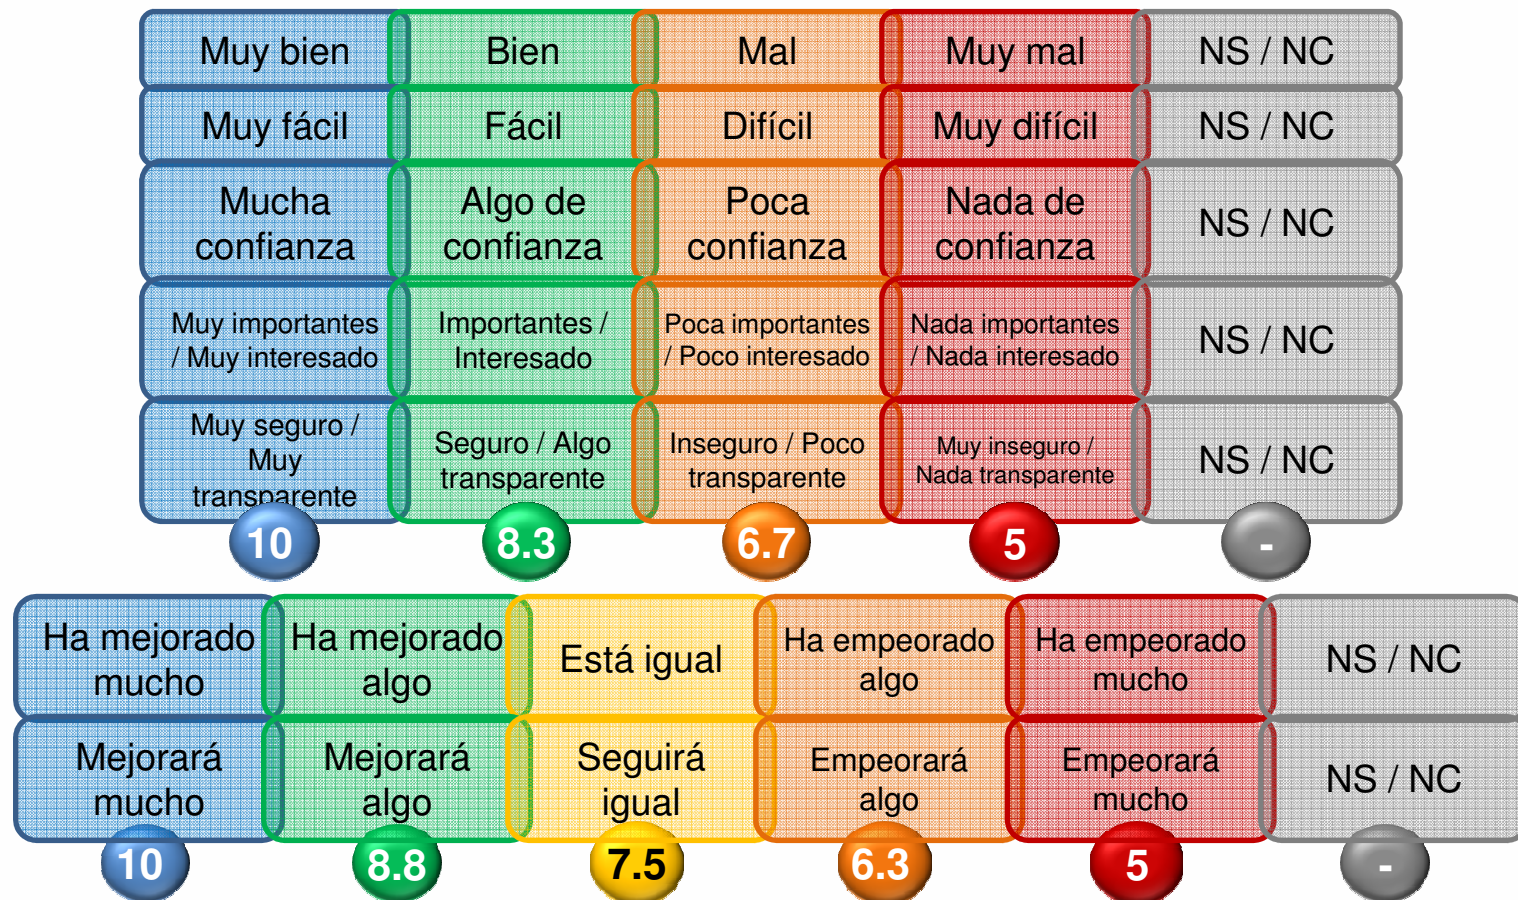 Muy bien Bien Mal Muy mal NS / NC
Muy fácil Fácil Difícil Muy difícil NS / NC
Mucha confianza Algo de confianza Poca confianza Nada de confianza NS / NC
Muy importantes / Muy interesado Importantes / Interesado Poca importantes / Poco interesado Nada importantes / Nada interesado NS / NC
Muy seguro / Muy transparente Seguro / Algo transparente Inseguro / Poco transparente Muy inseguro / Nada transparente NS / NC
10 8.3 6.7 5 -
Ha mejorado mucho Ha mejorado algo Está igual Ha empeorado algo Ha empeorado mucho NS / NC
Mejorará mucho Mejorará algo Seguirá igual Empeorará algo Empeorará mucho NS / NC
10 8.8 7.5 6.3 5 -